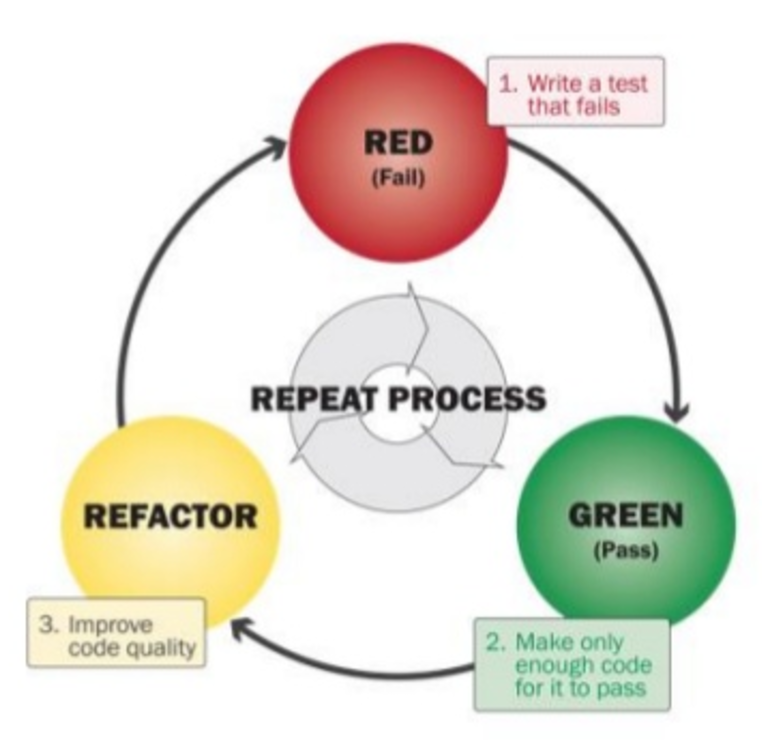 1. Write a test
that fails
RED
(Fail)
REPEAT PROCESS
REFACTOR
GREEN
(Pass)
3. Improve
code quality
2. Make only
enough code
for it to pass